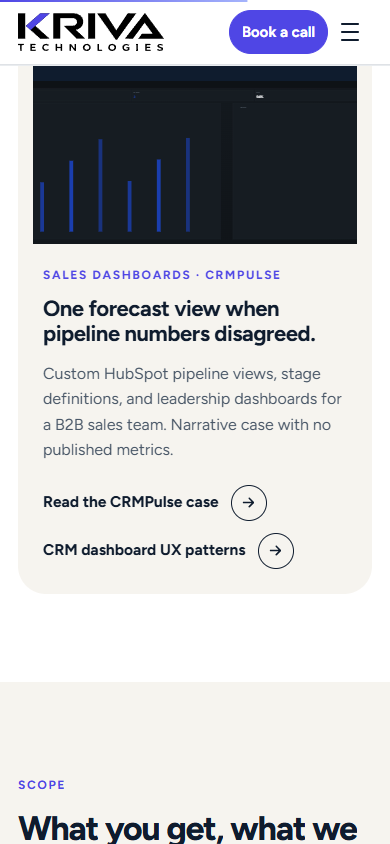 KRIVA
TECHNOLOGIES
Book a call
SALES DASHBOARDS · CRMPULSE
One forecast view when
pipeline numbers disagreed.
Custom HubSpot pipeline views, stage
definitions, and leadership dashboards for
a B2B sales team. Narrative case with no
published metrics.
Read the CRMPulse case
CRM dashboard UX patterns
SCOPE
What you get, what we